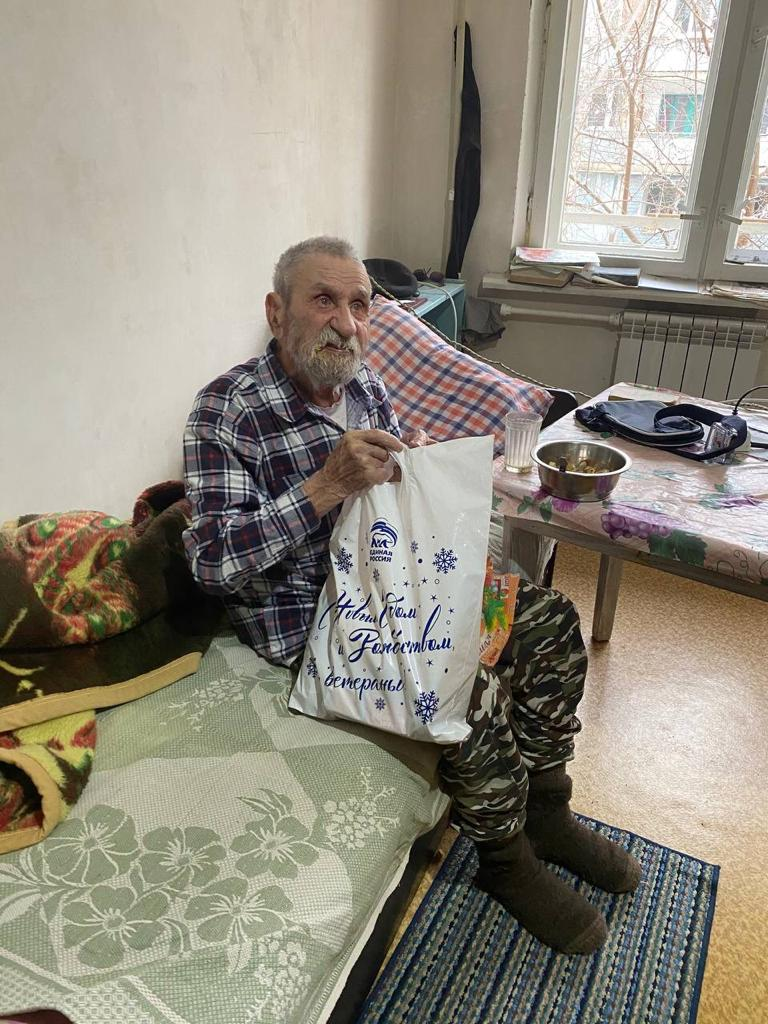 ЕДИНАЯ
РОССИЯ
С Новым годом
и Рождеством,
ветераны